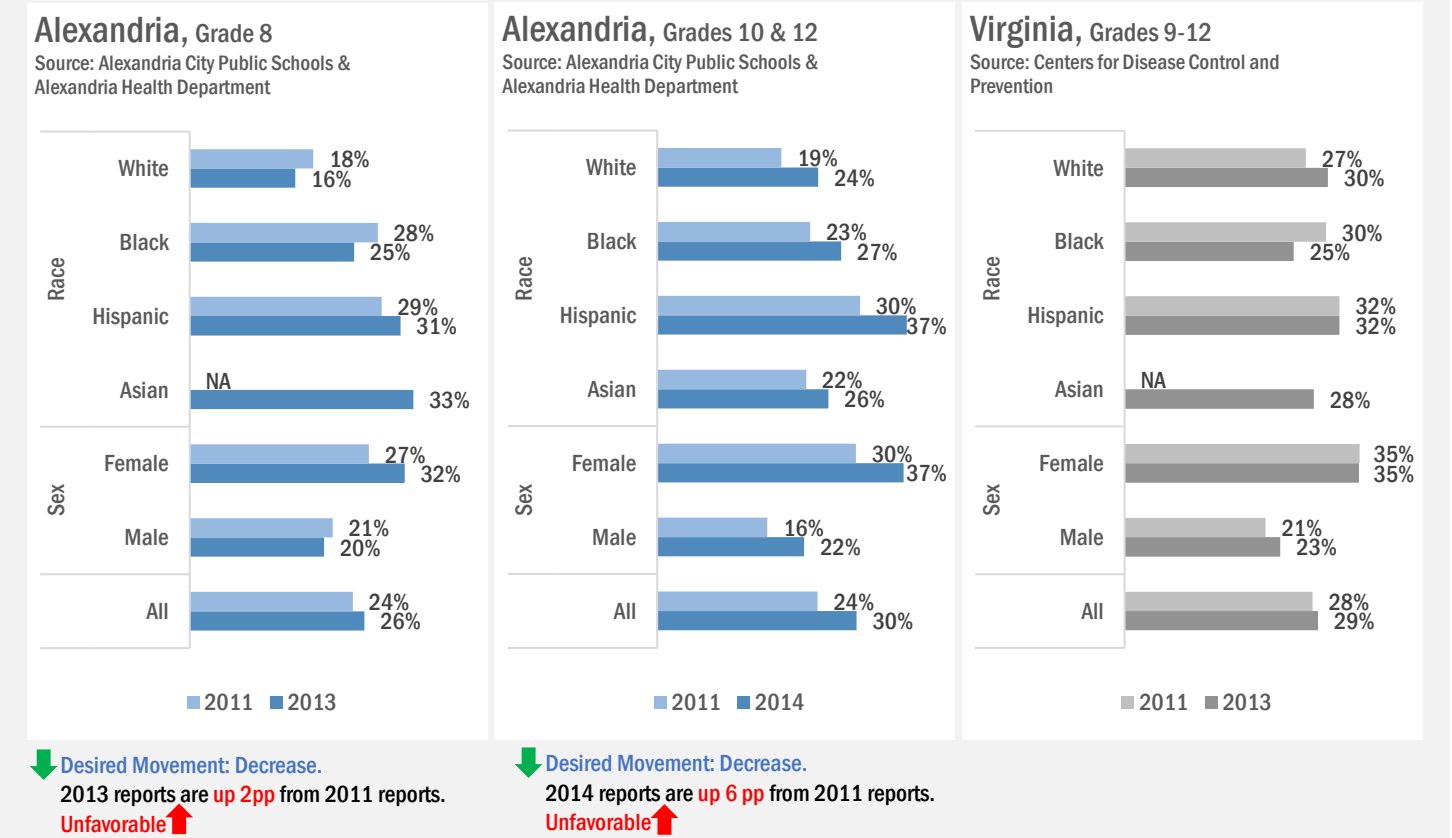 Alexandria, Grade 8
Source: Alexandria City Public Schools &
Alexandria Health Department
Race
White
18%
16%
Black
28%
25%
Hispanic
29%
31%
Asian
NA
33%
Sex
Female
27%
32%
Male
21%
20%
All
24%
26%
2011 2013
Desired Movement: Decrease.
2013 reports are up 2pp from 2011 reports.
Unfavorable
Alexandria, Grades 10 & 12
Source: Alexandria City Public Schools &
Alexandria Health Department
Race
White
19%
24%
Black
23%
27%
Hispanic
30%
37%
Asian
22%
26%
Sex
Female
30%
37%
Male
16%
22%
All
24%
30%
2011 2014
Desired Movement: Decrease.
2014 reports are up 6 pp from 2011 reports.
Unfavorable
Virginia, Grades 9-12
Source: Centers for Disease Control and
Prevention
Race
White
27%
30%
Black
30%
25%
Hispanic
32%
32%
Asian
NA
28%
Sex
Female
35%
35%
Male
21%
23%
All
28%
29%
2011 2013